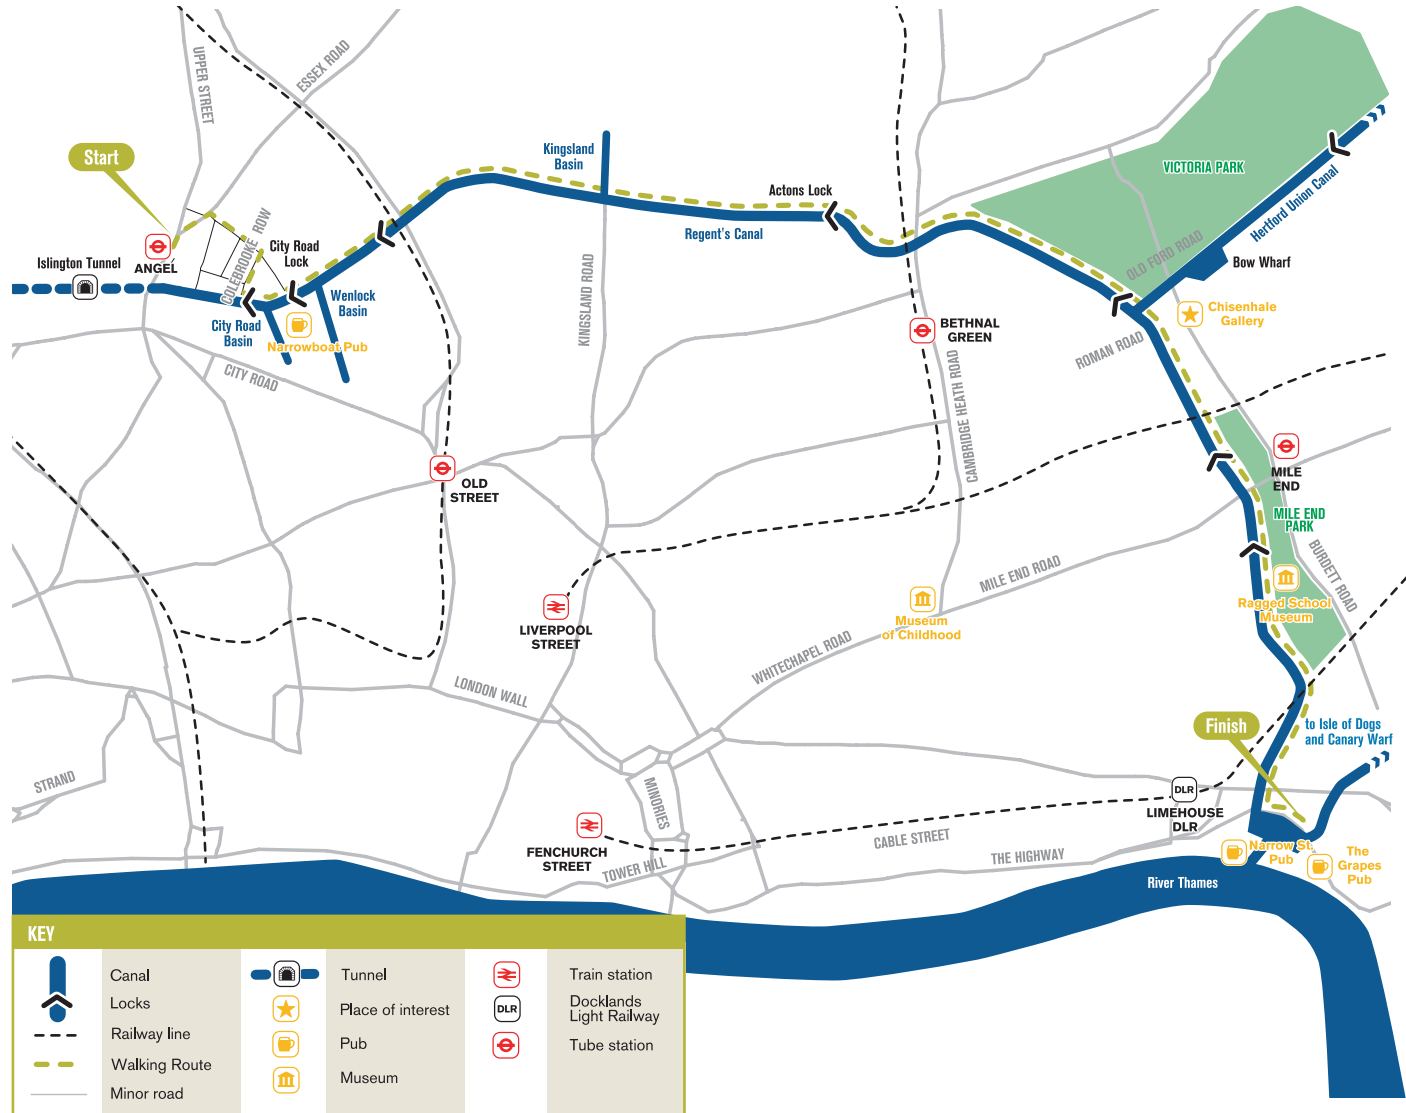 UPPER STREET
ESSEX ROAD
Start
Kingsland
Basin
Actons Lock
VICTORIA PARK
Hertford Union Canal
COLEBROOKE ROW
City Road
Lock
Regent's Canal
OLD FORD ROAD
Islington Tunnel
ANGEL
Bow Wharf
KINGSLAND ROAD
Wenlock
Basin
City Road
Basin
Narrowboat Pub
BETHNAL
GREEN
Chisenhale
Gallery
ROMAN ROAD
CITY ROAD
CAMBRIDGE HEATH ROAD
OLD
STREET
MILE
END
MILE END
PARK
BURDETT ROAD
MILE END ROAD
LIVERPOOL
STREET
Museum
of Childhood
Ragged School
Museum
WHITECHAPEL ROAD
LONDON WALL
Finish
to Isle of Dogs
and Canary Warf
STRAND
MINORIES
DLR
LIMEHOUSE
DLR
CABLE STREET
FENCHURCH
STREET
TOWER HILL
THE HIGHWAY
Narrow St.
Pub
The
Grapes
Pub
River Thames
KEY
Canal
Locks
Railway line
Walking Route
Minor road
Tunnel
Place of interest
Pub
Museum
Train station
DLR
Docklands
Light Railway
Tube station